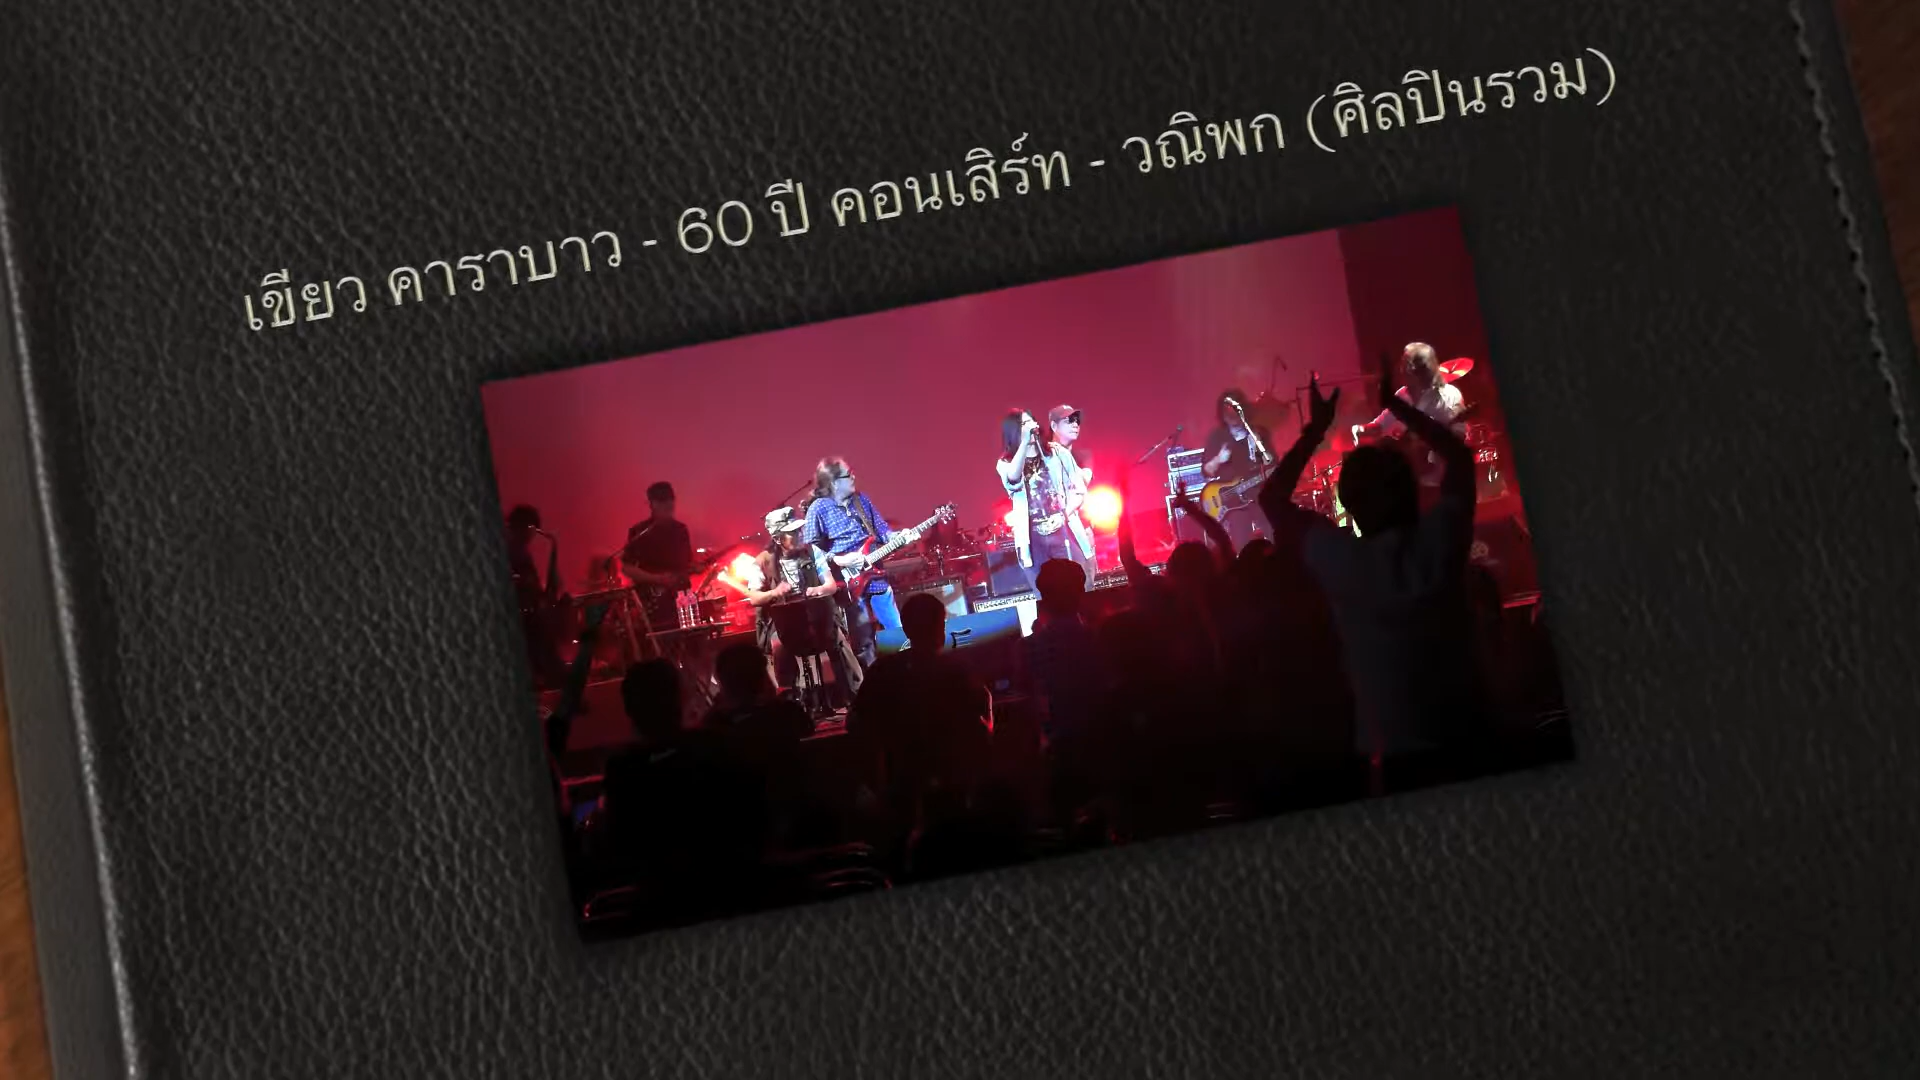 เขียว คาราบาว - 60 ปี คอนเสิร์ท - วณิพก (ศิลปินรวม)